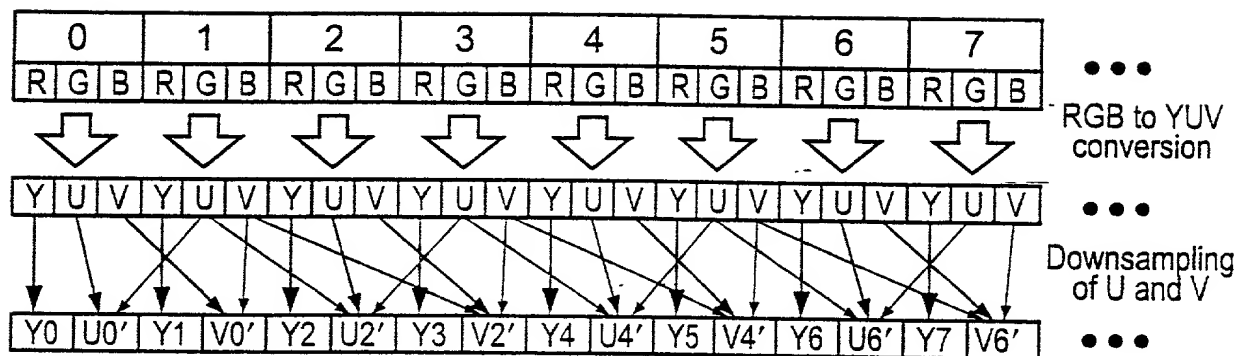 0 1 2 3 4 5 6 7
R G B R G B R G B R G B R G B R G B R G B R G B
RGB to YUV
conversion
Y U V Y U V Y U V Y U V Y U V Y U V Y U V Y U V
Downsampling
of U and V
Y0 U0′ Y1 V0′ Y2 U2′ Y3 V2′ Y4 U4′ Y5 V4′ Y6 U6′ Y7 V6′